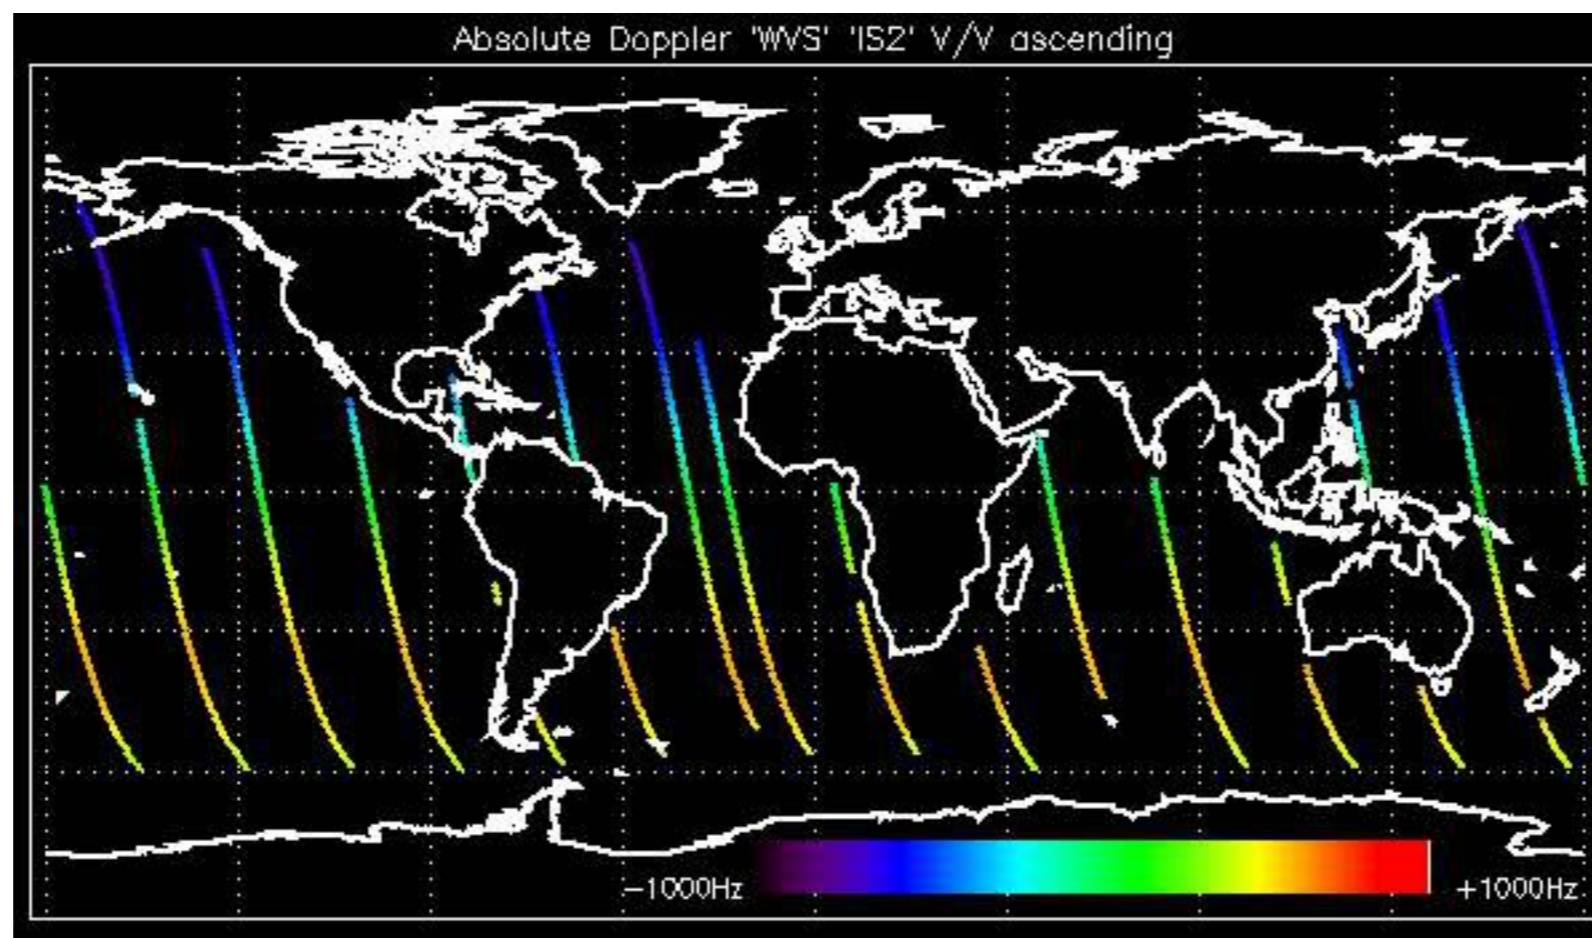 Absolute Doppler 'WVS' 'IS2' V/V ascending
-1000Hz +1000Hz